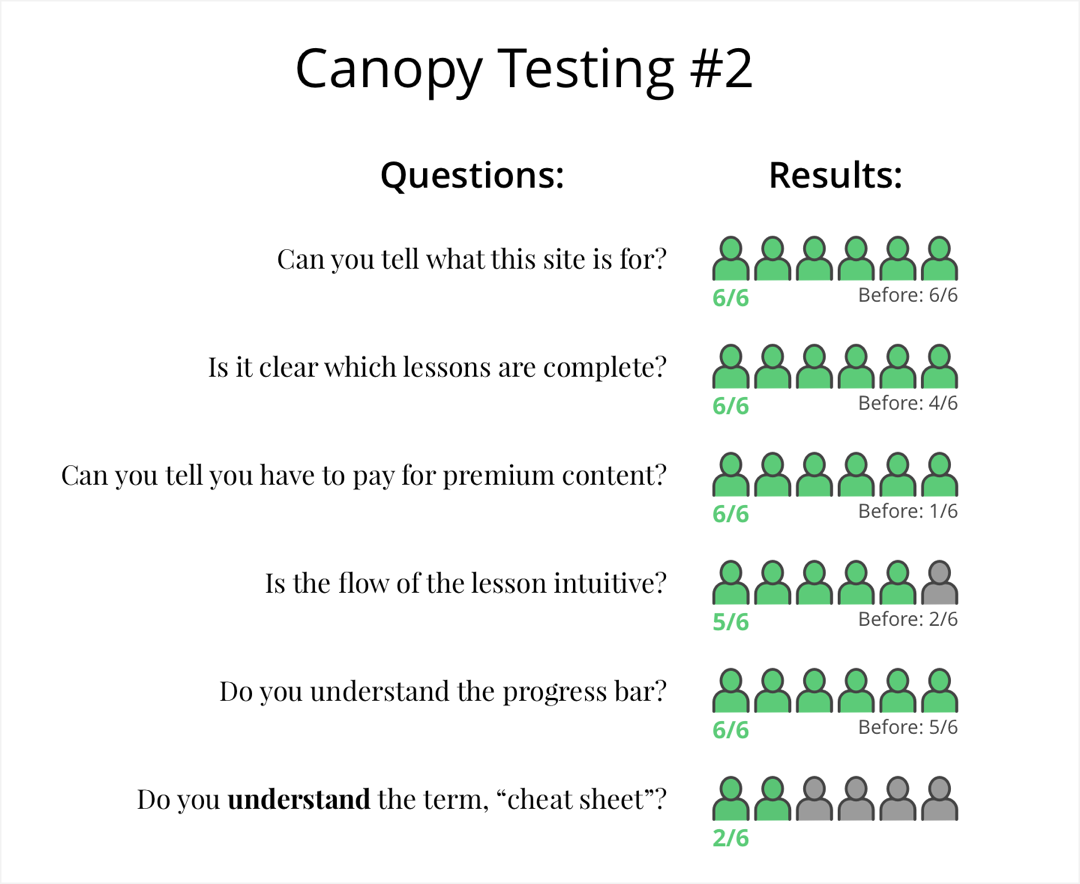 Canopy Testing #2
Questions:
Results:
Can you tell what this site is for?
6/6
Before: 6/6
Is it clear which lessons are complete?
6/6
Before: 4/6
Can you tell you have to pay for premium content?
6/6
Before: 1/6
Is the flow of the lesson intuitive?
5/6
Before: 2/6
Do you understand the progress bar?
6/6
Before: 5/6
Do you understand the term, “cheat sheet”?
2/6